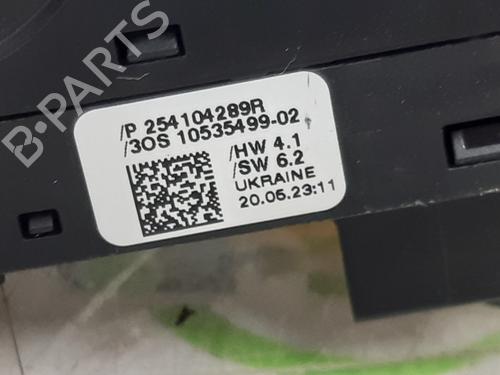 B-PARTS
/P 254104289R
/3OS 10535499-02
/HW 4.1
/SW 6.2
UKRAINE
20.05.23:11